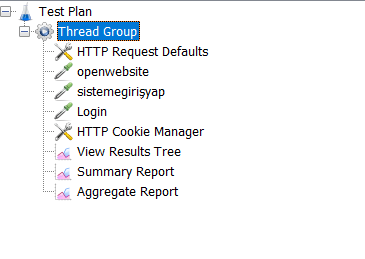 Test Plan
Thread Group
HTTP Request Defaults
openwebsite
sistemegirişyap
Login
HTTP Cookie Manager
View Results Tree
Summary Report
Aggregate Report